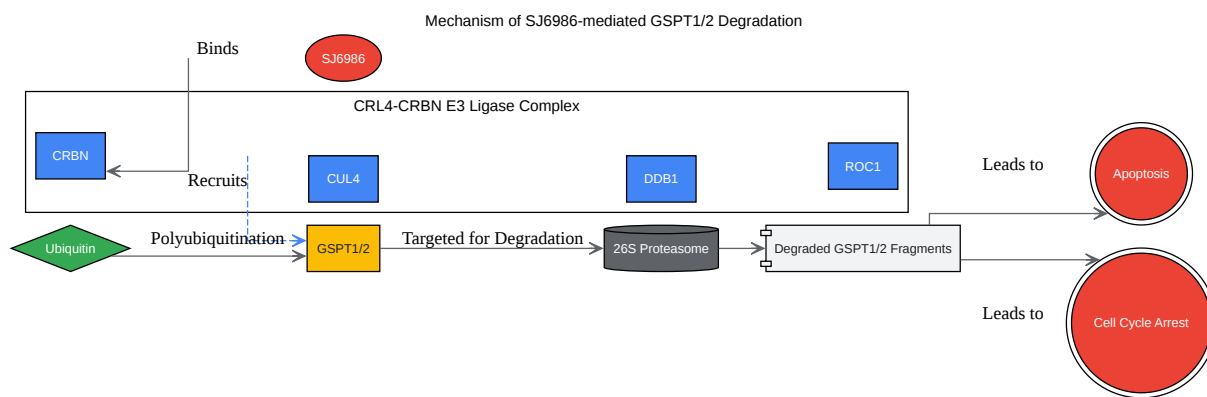 Mechanism of SJ6986-mediated GSPT1/2 Degradation
Binds
SJ6986
CRL4-CRBN E3 Ligase Complex
CRBN
Recruits
CUL4
DDB1
ROC1
Leads to
Apoptosis
Ubiquitin
Polyubiquitination
GSPT1/2
Targeted for Degradation
26S Proteasome
Degraded GSPT1/2 Fragments
Leads to
Cell Cycle Arrest